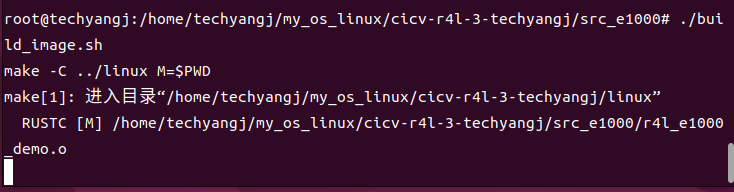 root@techyangj:/home/techyangj/my_os_linux/cicv-r4l-3-techyangj/src_e1000# ./bui
ld_image.sh
make -C ../linux M=$PWD
make[1]: 进入目录“/home/techyangj/my_os_linux/cicv-r4l-3-techyangj/linux”
  RUSTC [M] /home/techyangj/my_os_linux/cicv-r4l-3-techyangj/src_e1000/r4l_e1000
_demo.o